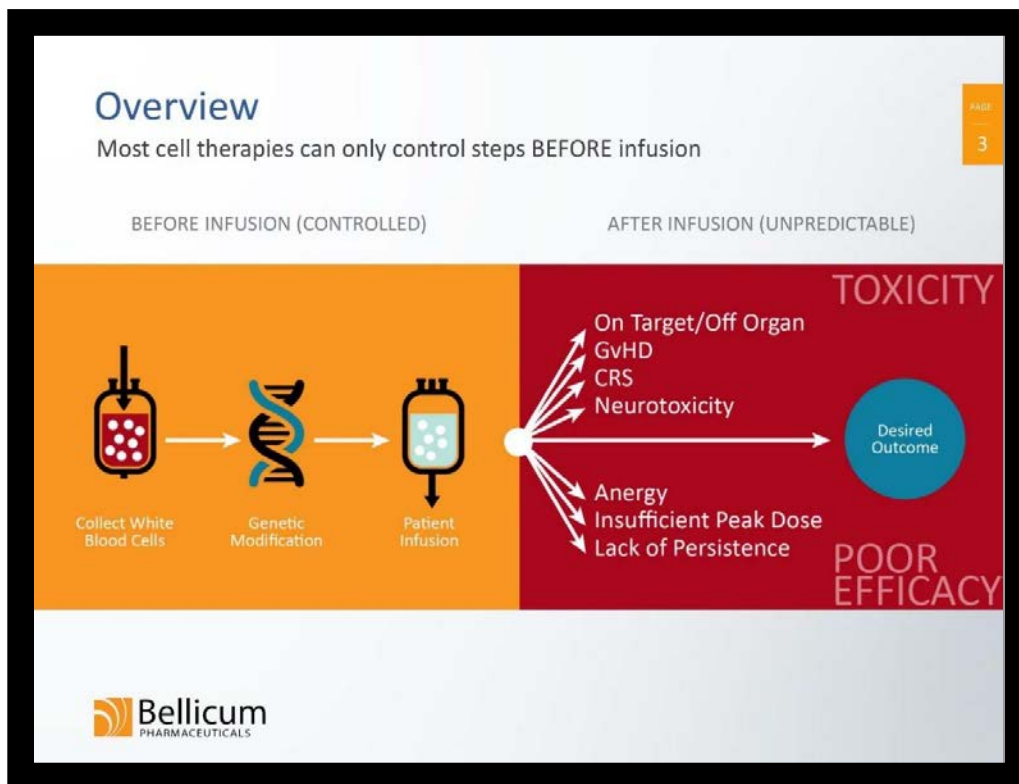 Overview
Most cell therapies can only control steps BEFORE infusion
PAGE
3
BEFORE INFUSION (CONTROLLED)
AFTER INFUSION (UNPREDICTABLE)
Collect White
Blood Cells
Genetic
Modification
Patient
Infusion
TOXICITY
On Target/Off Organ
GvHD
CRS
Neurotoxicity
Desired
Outcome
Anergy
Insufficient Peak Dose
Lack of Persistence
POOR
EFFICACY
Bellicum
PHARMACEUTICALS